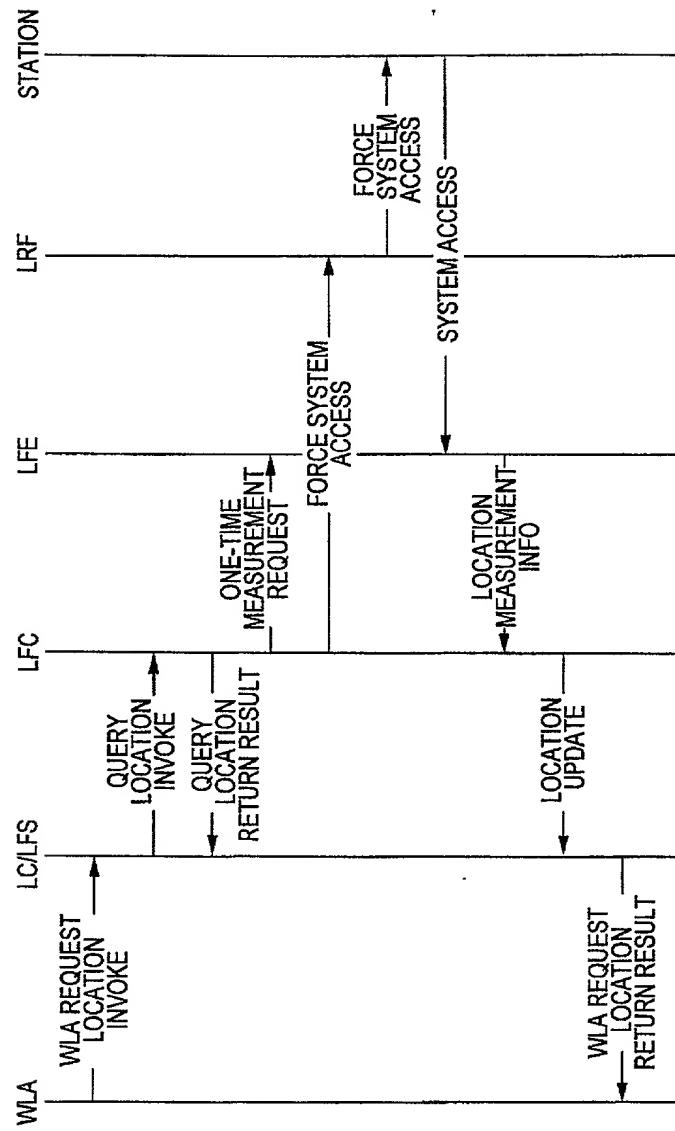 WLA
LC/LFS
LFC
LFE
LRF
STATION
WLA REQUEST
LOCATION
INVOKE
QUERY
LOCATION
INVOKE
QUERY
LOCATION
RETURN RESULT
ONE-TIME
MEASUREMENT
REQUEST
FORCE SYSTEM
ACCESS
FORCE
SYSTEM
ACCESS
SYSTEM ACCESS
LOCATION
MEASUREMENT
INFO
LOCATION
UPDATE
WLA REQUEST
LOCATION
RETURN RESULT